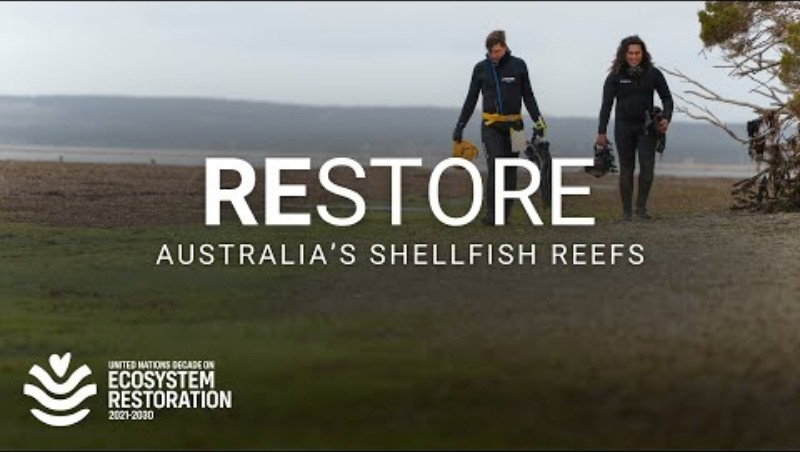 RESTORE
AUSTRALIA'S SHELLFISH REEFS
UNITED NATIONS DECADE ON
ECOSYSTEM
RESTORATION
2021-2030